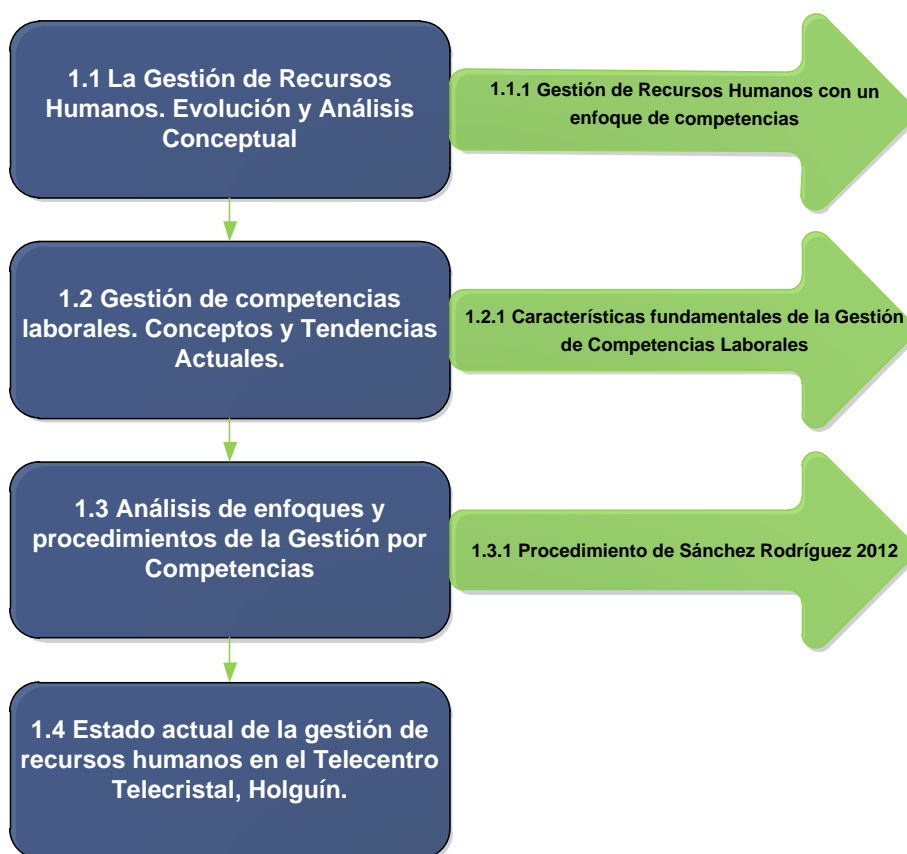 1.1 La Gestión de Recursos
Humanos. Evolución y Análisis
Conceptual
1.1.1 Gestión de Recursos Humanos con un
enfoque de competencias
1.2 Gestión de competencias
laborales. Conceptos y Tendencias
Actuales.
1.2.1 Características fundamentales de la Gestión
de Competencias Laborales
1.3 Análisis de enfoques y
procedimientos de la Gestión por
Competencias
1.3.1 Procedimiento de Sánchez Rodríguez 2012
1.4 Estado actual de la gestión de
recursos humanos en el Telecentro
Telecristal, Holguín.